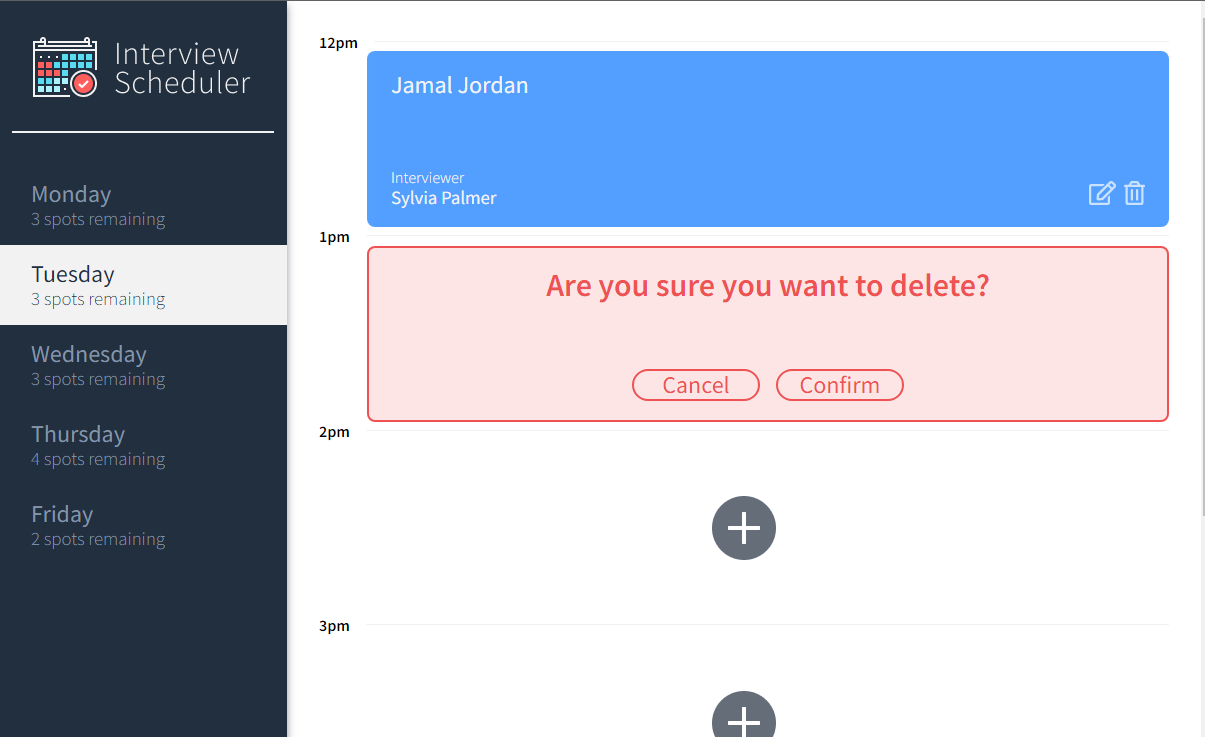 Interview
Scheduler
Monday
3 spots remaining
Tuesday
3 spots remaining
Wednesday
3 spots remaining
Thursday
4 spots remaining
Friday
2 spots remaining
12pm
Jamal Jordan
Interviewer
Sylvia Palmer
1pm
Are you sure you want to delete?
Cancel Confirm
2pm
3pm